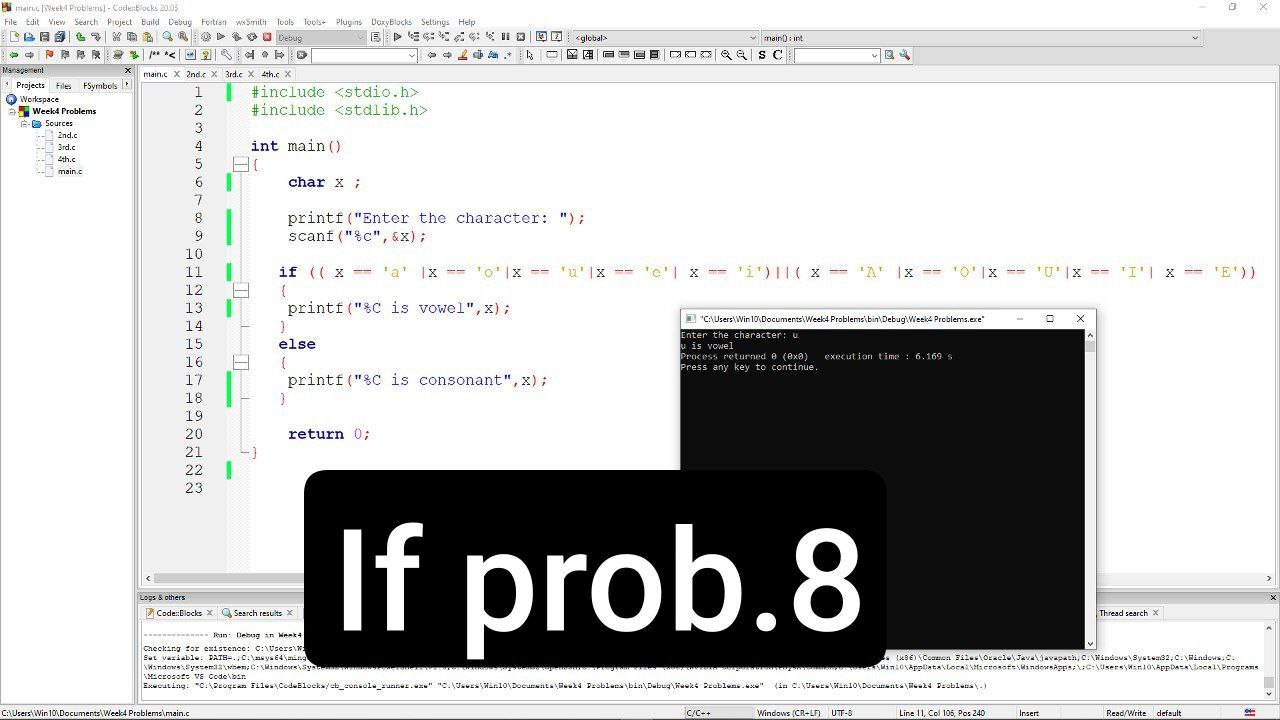 main.c [Week4 Problems] - Code::Blocks 20.03
File Edit View Search Project Build Debug Fortran wxSmith Tools Tools+ Plugins DoxyBlocks Settings Help
Debug
<global>
main() : int
Management
Projects Files FSymbols
Workspace
Week4 Problems
Sources
2nd.c
3rd.c
4th.c
main.c
main.c 2nd.c 3rd.c 4th.c
1 #include <stdio.h>
2 #include <stdlib.h>
3
4 int main()
5 {
6 char x ;
7
8 printf("Enter the character: ");
9 scanf("%c",&x);
10
11 if (( x == 'a' |x == 'o'|x == 'u'|x == 'e'| x == 'i')||( x == 'A' |x == 'O'|x == 'U'|x == 'I'| x == 'E'))
12 {
13 printf("%C is vowel",x);
14 }
15 else
16 {
17 printf("%C is consonant",x);
18 }
19
20 return 0;
21 }
22
23
"C:\Users\Win10\Documents\Week4 Problems\bin\Debug\Week4 Problems.exe"
Enter the character: u
u is vowel
Process returned 0 (0x0) execution time : 6.169 s
Press any key to continue.
If prob.8
Logs & others
Code::Blocks Search results Thread search
-------------- Run: Debug in Week4
Checking for existence: C:\Users\Win
Set variable: PATH=.;C:\msys64\ming (x86)\Common Files\Oracle\Java\javapath;C:\Windows\System32;C:\Windows;C:
\Windows\System32\Wbem;C:\Windows\System32 \Win10\AppData\Local\Microsoft\WindowsApps;;C:\Users\Win10\AppData\Local\Programs
\Microsoft VS Code\bin
Executing: "C:\Program Files\CodeBlocks/cb_console_runner.exe" "C:\Users\Win10\Documents\Week4 Problems\bin\Debug\Week4 Problems.exe" (in C:\Users\Win10\Documents\Week4 Problems\.)
C:\Users\Win10\Documents\Week4 Problems\main.c C/C++ Windows (CR+LF) UTF-8 Line 11, Col 106, Pos 240 Insert Read/Write default